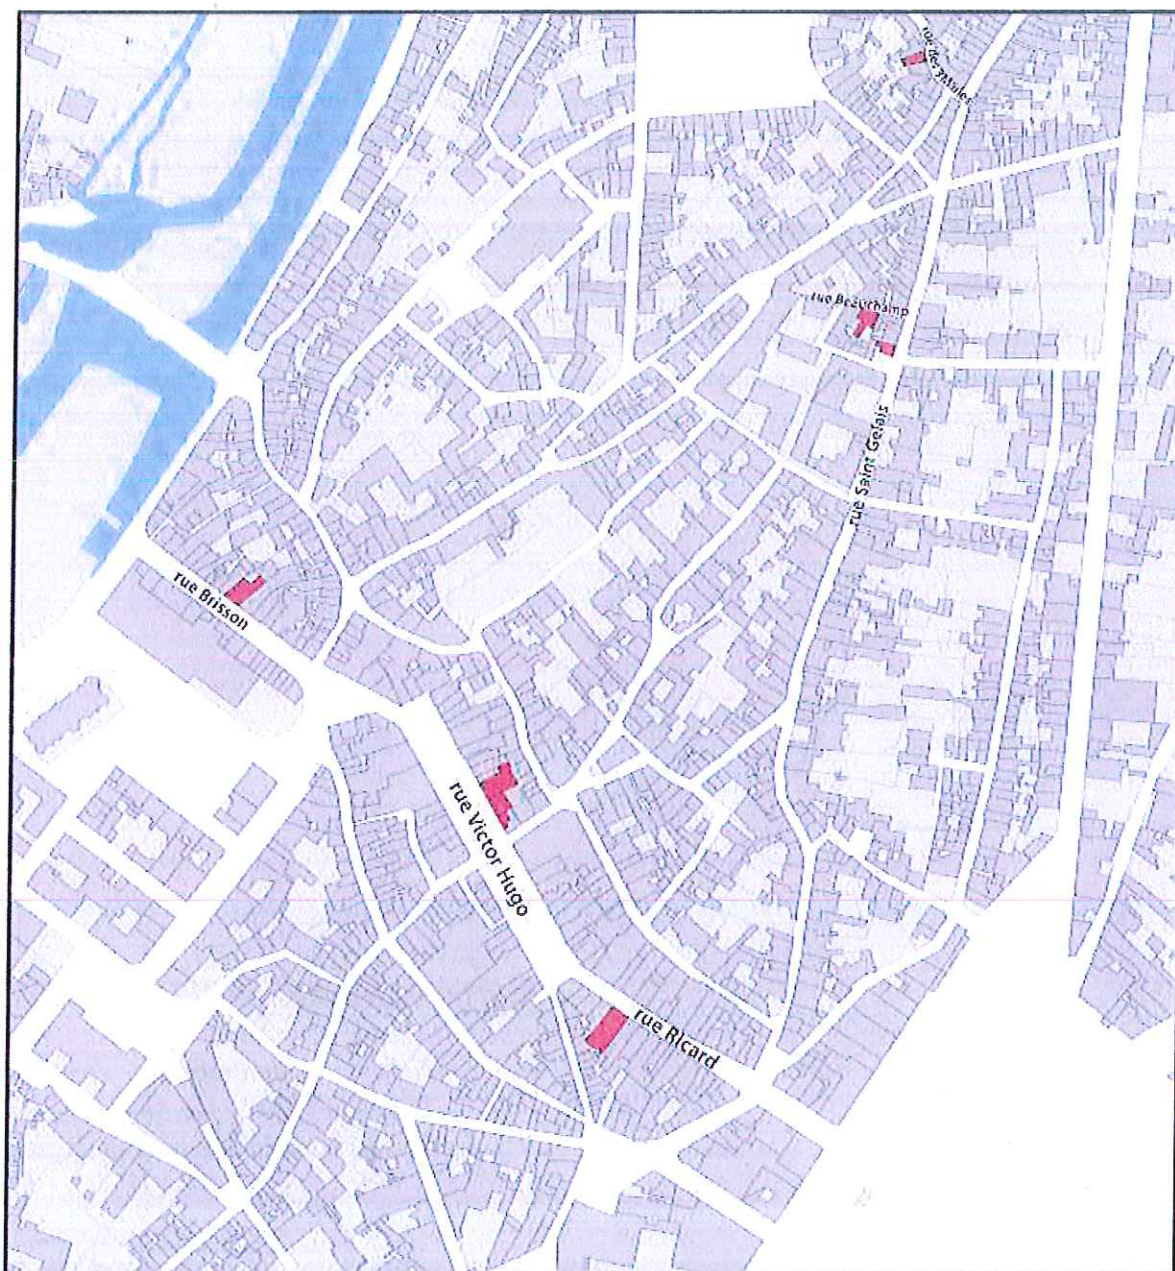 rue Beauchamp
rue Saint Gelais
rue Brisson
rue Victor Hugo
rue Ricard